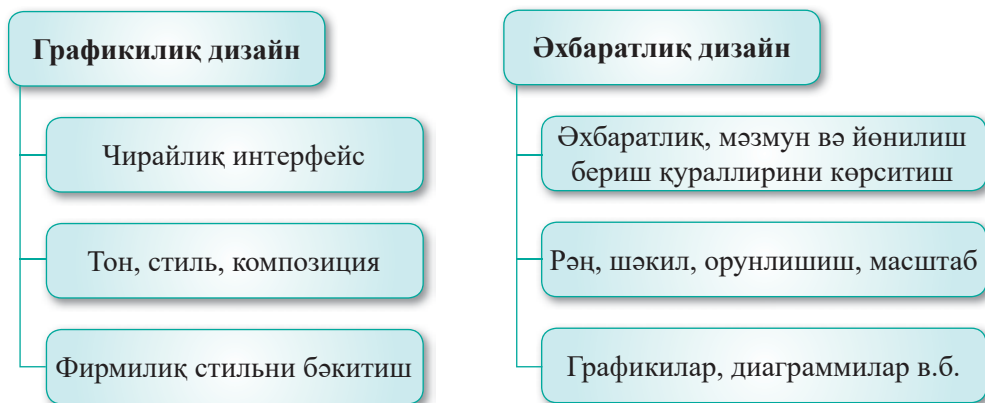 Графикилиқ дизайн
Чирайлиқ интерфейс
Тон, стиль, композиция
Фирмилиқ стильни бәкитиш
Әхбаратлиқ дизайн
Әхбаратлиқ, мәзмун вә йөнилиш
бериш қураллирини көрситиш
Рәң, шәкил, орунлишиш, масштаб
Графикилар, диаграммилар в.б.